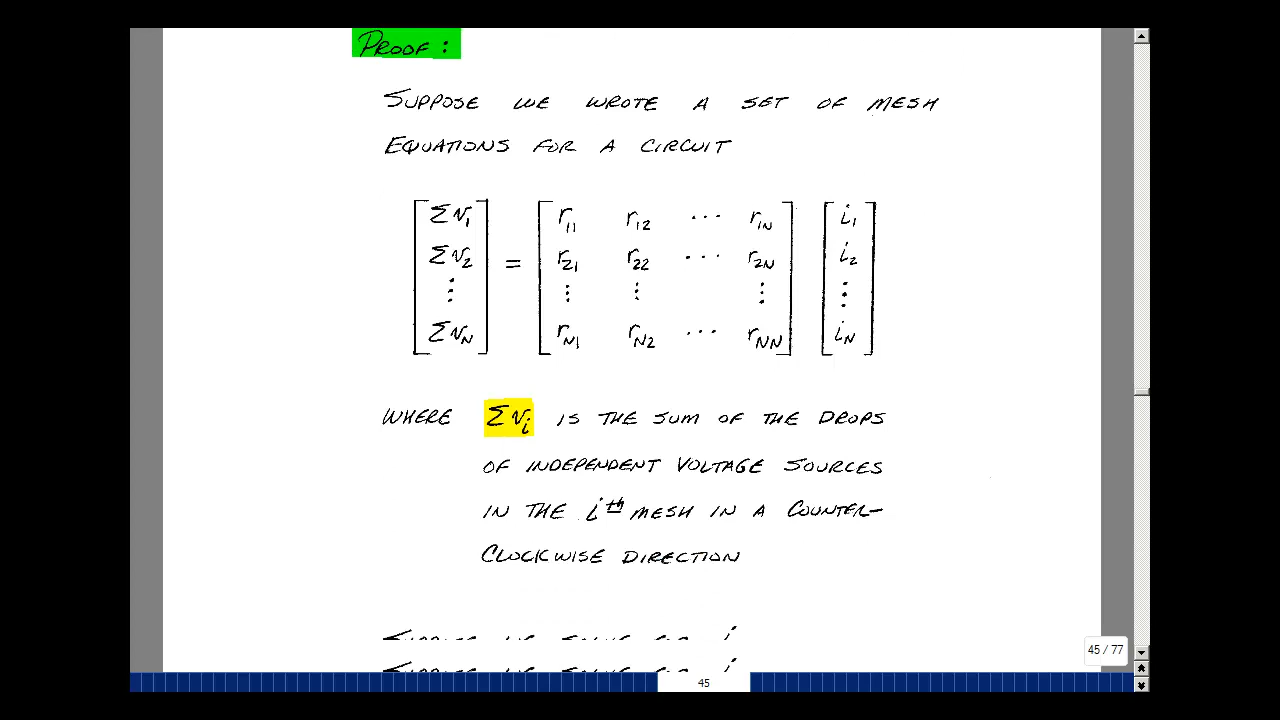 PROOF :
SUPPOSE WE WROTE A SET OF MESH
EQUATIONS FOR A CIRCUIT
[Σv₁] = [r₁₁ r₁₂ ⋯ r₁N] [i₁]
[Σv₂] [r₂₁ r₂₂ ⋯ r₂N] [i₂]
[⋮] [⋮ ⋮ ⋮] [⋮]
[ΣvN] [rN1 rN2 ⋯ rNN] [iN]
WHERE Σvᵢ IS THE SUM OF THE DROPS
OF INDEPENDENT VOLTAGE SOURCES
IN THE ith MESH IN A COUNTER-
CLOCKWISE DIRECTION
45 / 77
45